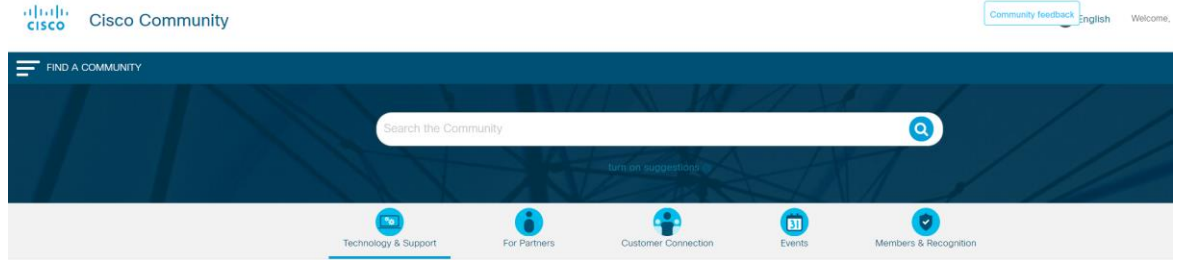 CISCO
Cisco Community
Community feedback
English
Welcome,
FIND A COMMUNITY
Search the Community
turn on suggestions
31
Technology & Support
For Partners
Customer Connection
Events
Members & Recognition